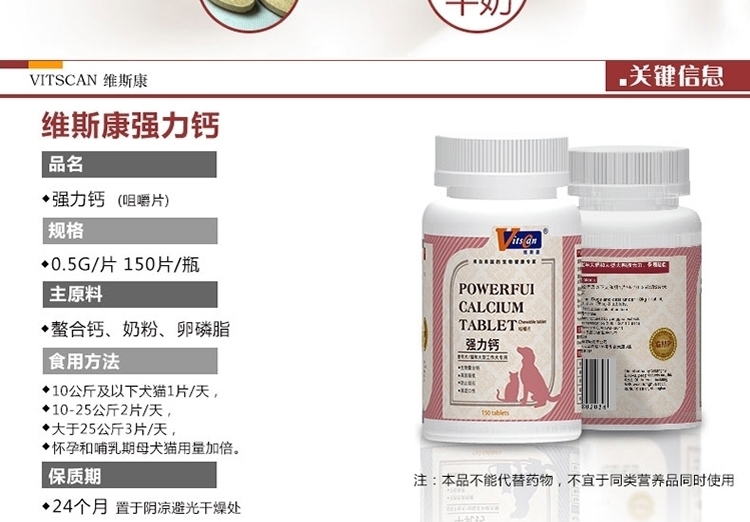 牛奶
VITSCAN 维斯康
.关键信息
维斯康强力钙
品名
◆强力钙 (咀嚼片)
规格
◆0.5G/片 150片/瓶
主原料
◆螯合钙、奶粉、卵磷脂
食用方法
◆10公斤及以下犬猫1片/天，
◆10-25公斤2片/天，
◆大于25公斤3片/天，
◆怀孕和哺乳期母犬猫用量加倍。
保质期
◆24个月 置于阴凉避光干燥处
Vitscan
维斯康
POWERFUI
CALCIUM
TABLET Chewable tablet
咀嚼片
强力钙
150 tablets
GMP
注：本品不能代替药物，不宜于同类营养品同时使用